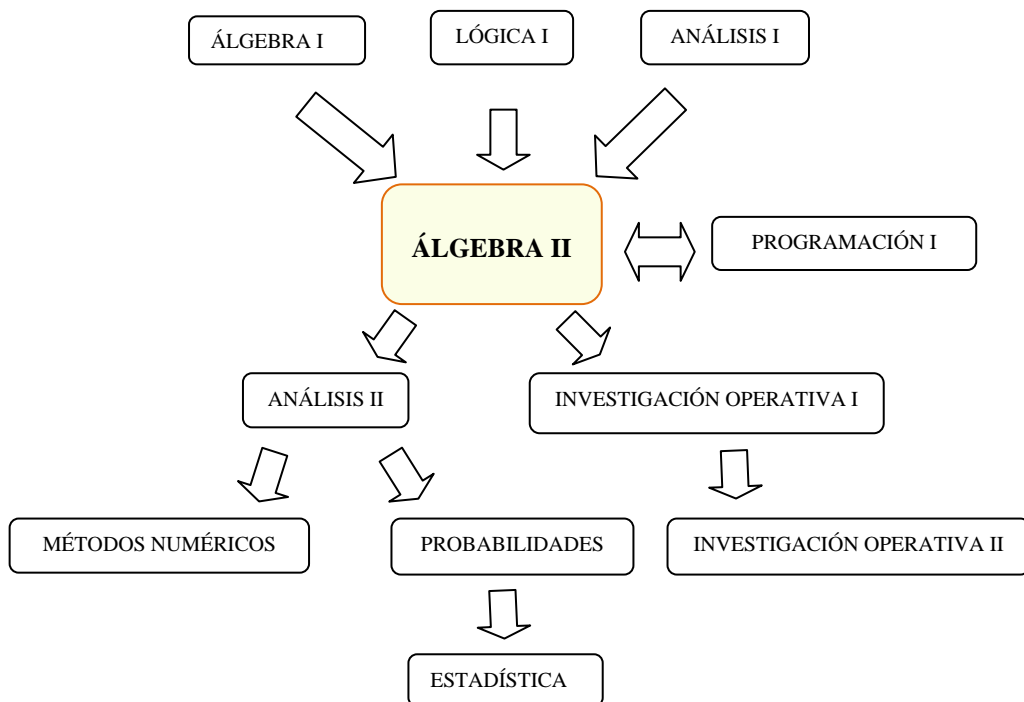 ÁLGEBRA I
LÓGICA I
ANÁLISIS I
ÁLGEBRA II
PROGRAMACIÓN I
ANÁLISIS II
INVESTIGACIÓN OPERATIVA I
MÉTODOS NUMÉRICOS
PROBABILIDADES
INVESTIGACIÓN OPERATIVA II
ESTADÍSTICA